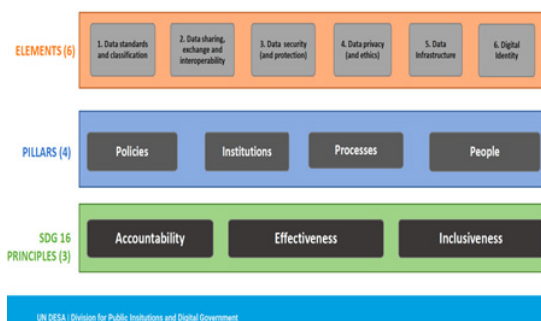 ELEMENTS (6)
1. Data standards
and classification
2. Data sharing,
exchange and
interoperability
3. Data security
(and protection)
4. Data privacy
(and ethics)
5. Data
Infrastructure
6. Digital
Identity
PILLARS (4)
Policies
Institutions
Processes
People
SDG 16
PRINCIPLES (3)
Accountability
Effectiveness
Inclusiveness
UN DESA | Division for Public Insitutions and Digital Government